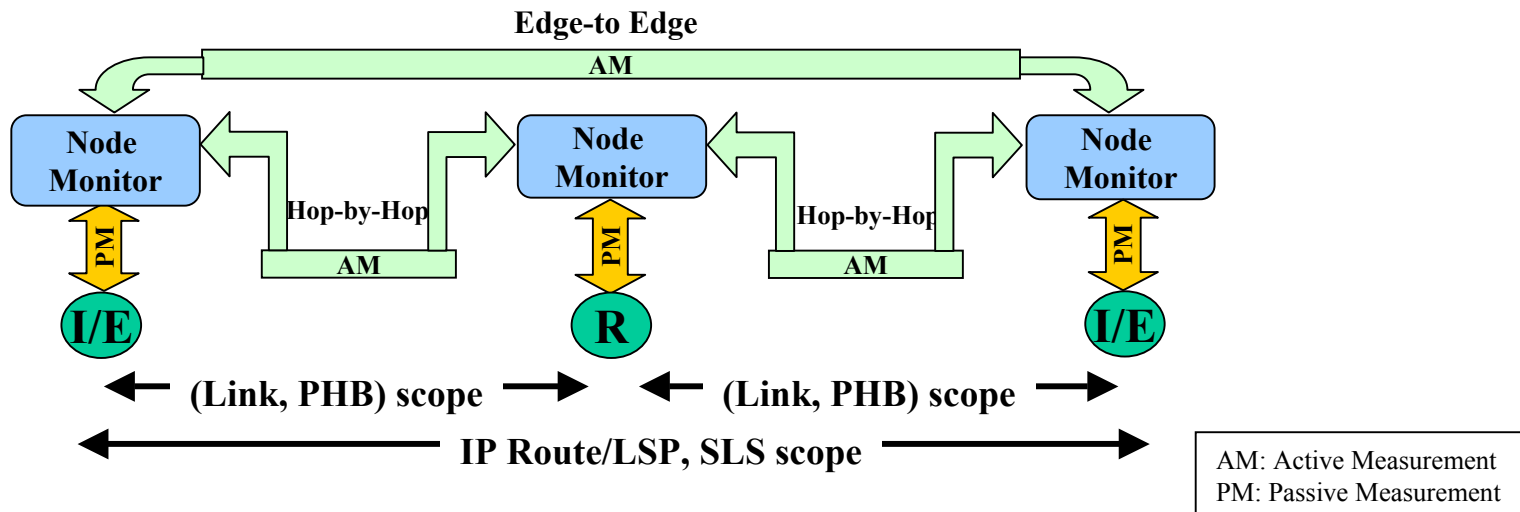 Edge-to Edge
AM
Node
Monitor
Node
Monitor
Node
Monitor
Hop-by-Hop
Hop-by-Hop
PM
AM
PM
AM
PM
I/E
R
I/E
(Link, PHB) scope
(Link, PHB) scope
IP Route/LSP, SLS scope
AM: Active Measurement
PM: Passive Measurement